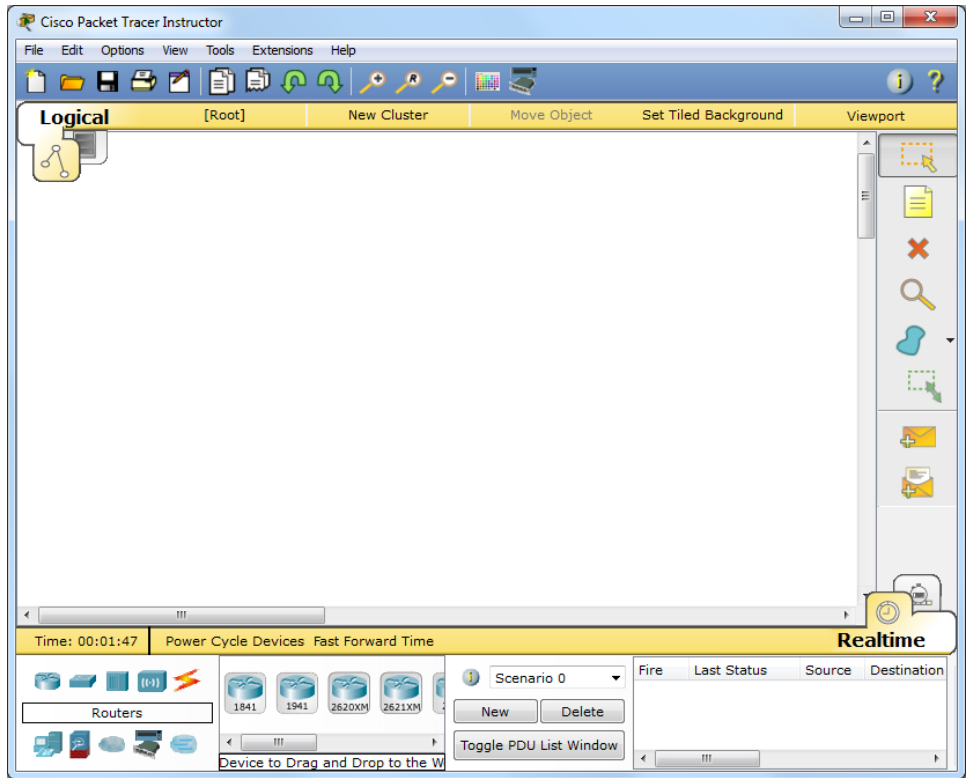 Cisco Packet Tracer Instructor
File Edit Options View Tools Extensions Help
Logical [Root] New Cluster Move Object Set Tiled Background Viewport
Time: 00:01:47 Power Cycle Devices Fast Forward Time Realtime
Routers
1841 1941 2620XM 2621XM
Device to Drag and Drop to the W
Scenario 0
New Delete
Toggle PDU List Window
Fire Last Status Source Destination